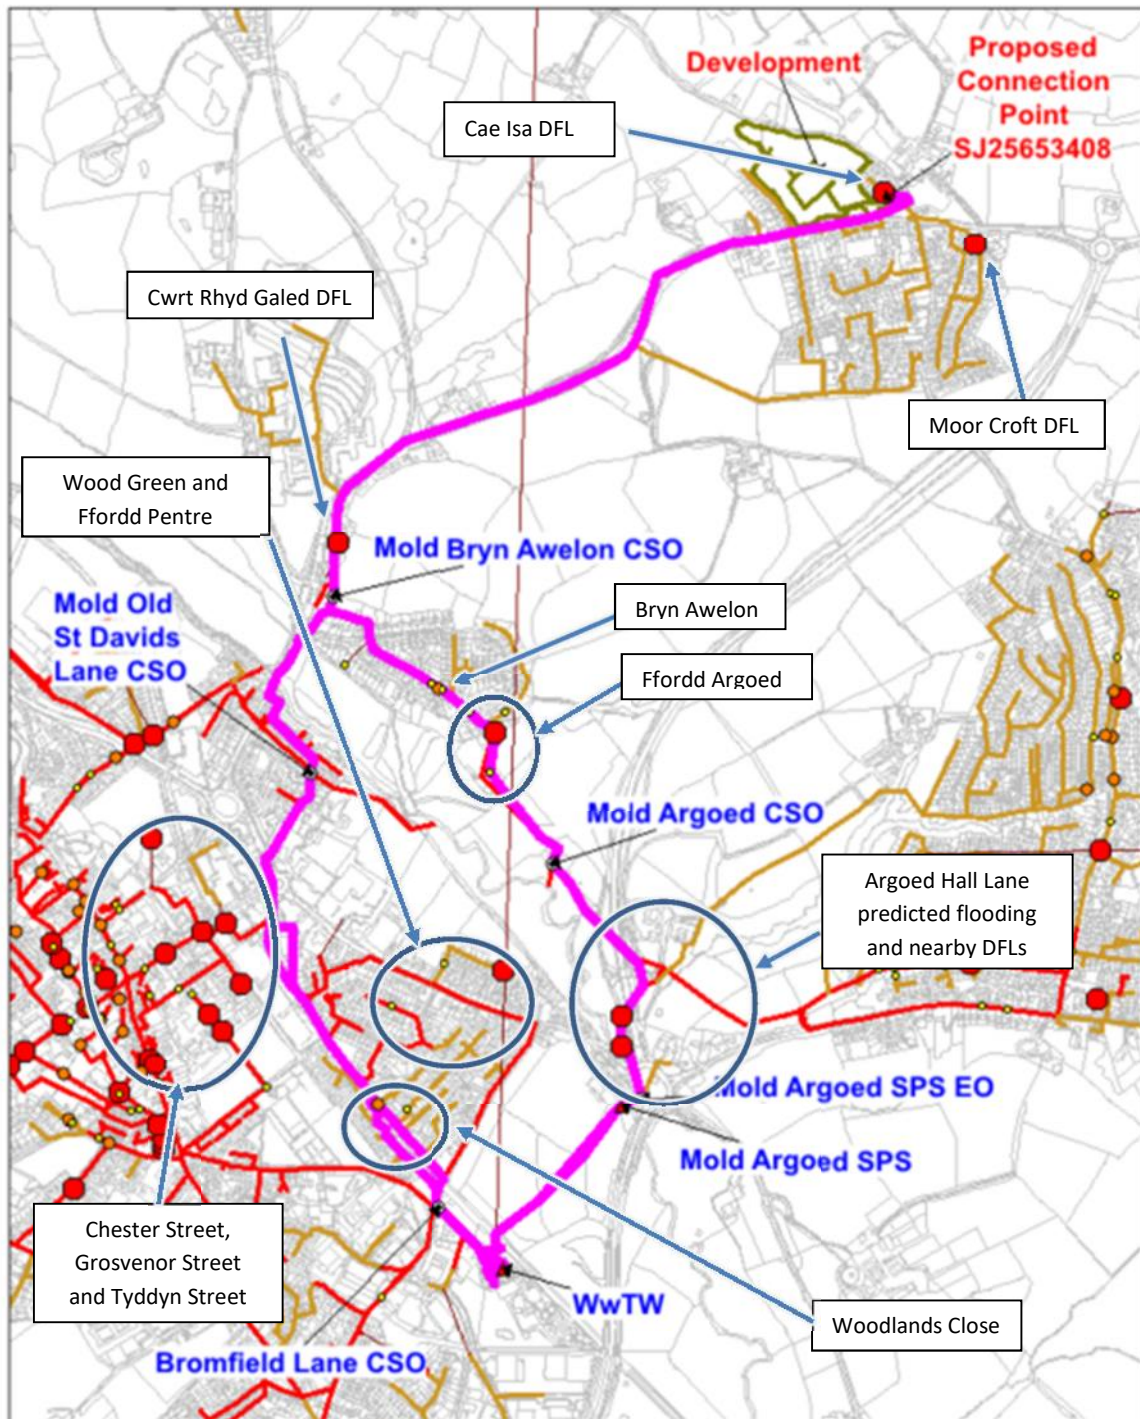 Development
Proposed
Connection
Point
SJ25653408
Cae Isa DFL
Cwrt Rhyd Galed DFL
Moor Croft DFL
Wood Green and
Ffordd Pentre
Mold Bryn Awelon CSO
Mold Old
St Davids
Lane CSO
Bryn Awelon
Ffordd Argoed
Mold Argoed CSO
Argoed Hall Lane
predicted flooding
and nearby DFLs
Mold Argoed SPS EO
Mold Argoed SPS
Chester Street,
Grosvenor Street
and Tyddyn Street
WwTW
Woodlands Close
Bromfield Lane CSO